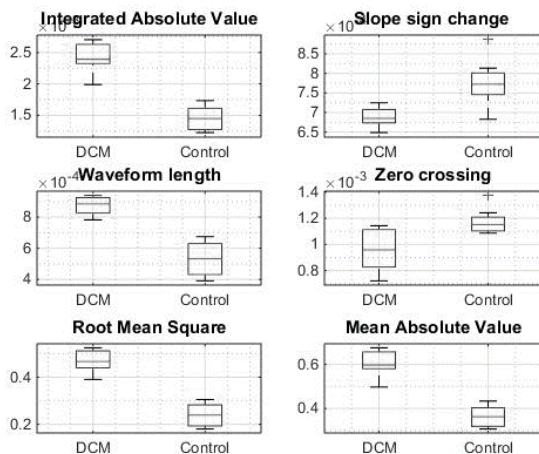 Integrated Absolute Value
2.5
2
1.5
DCM Control
Slope sign change
8.5
8
7.5
7
6.5
DCM Control
×10⁻⁴ Waveform length
8
6
4
DCM Control
Zero crossing ×10⁻³
1.4
1.2
1
0.8
DCM Control
Root Mean Square
0.4
0.2
DCM Control
Mean Absolute Value
0.6
0.4
DCM Control